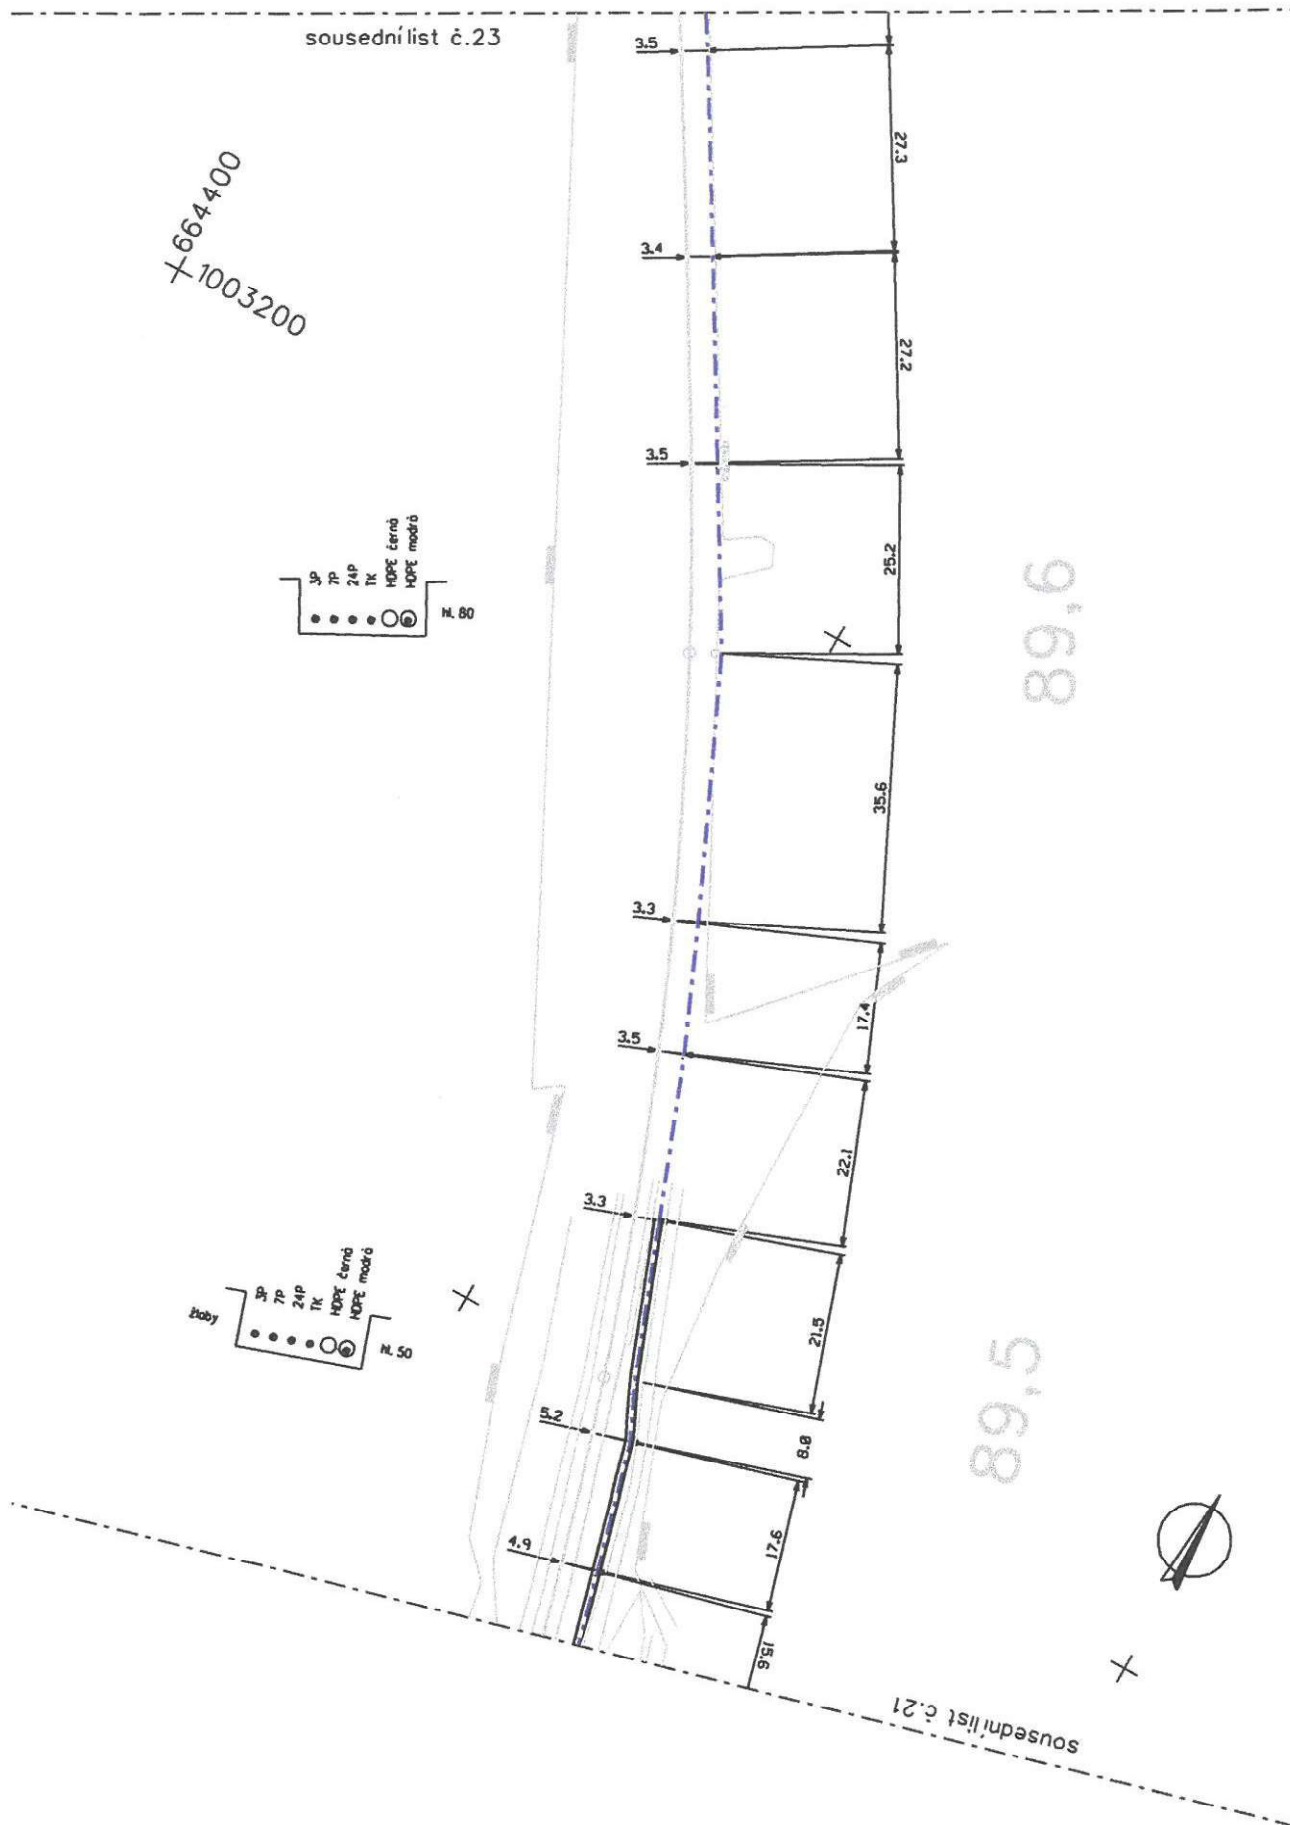 sousední list č.23
3.5
27.3
664400
1003200
3.4
27.2
3.5
25.2
3P
7P
24P
TK
HDPE černá
HDPE modrá
hl. 80
89,6
35.6
3.3
17.4
3.5
22.1
3.3
žlaby
3P
7P
24P
TK
HDPE černá
HDPE modrá
hl. 50
21.5
89,5
5.2
8.0
17.6
4.9
15.6
sousední list č.21